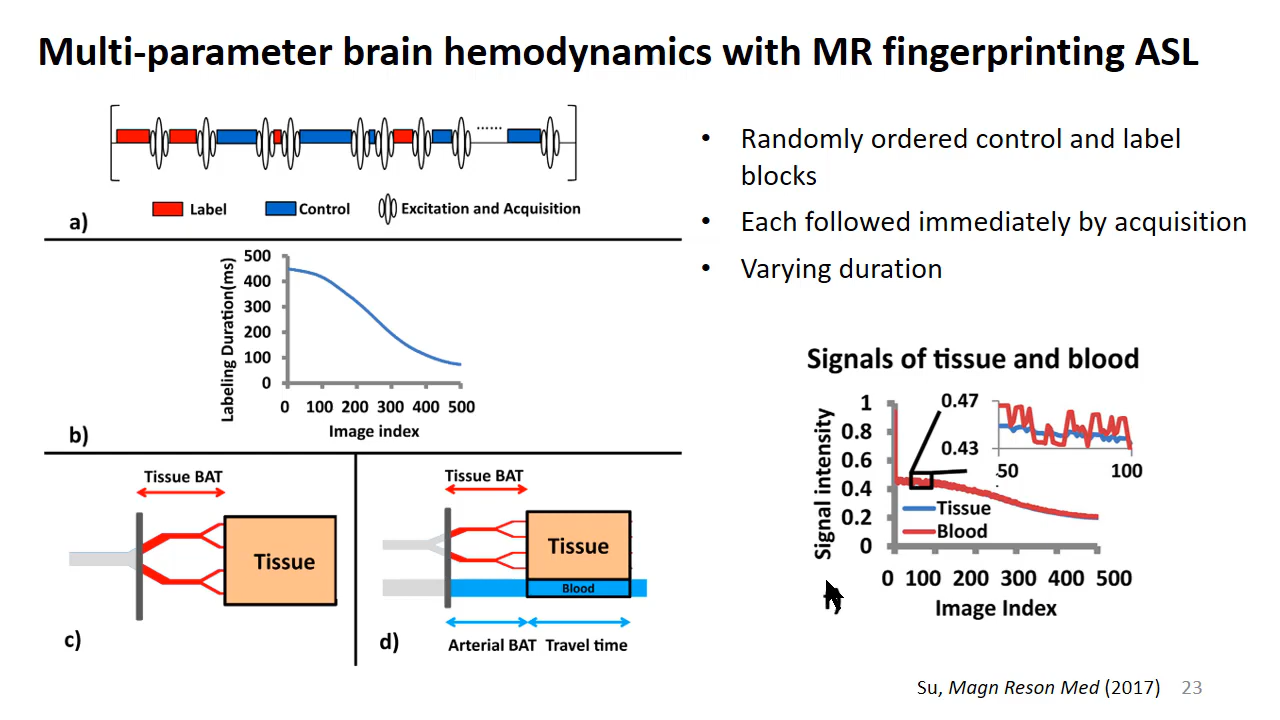 Multi-parameter brain hemodynamics with MR fingerprinting ASL
......
Label
Control
Excitation and Acquisition
a)
Labeling Duration(ms)
500
400
300
200
100
0
0 100 200 300 400 500
Image index
b)
Tissue BAT
Tissue
c)
Tissue BAT
Tissue
Blood
Arterial BAT Travel time
d)
• Randomly ordered control and label
blocks
• Each followed immediately by acquisition
• Varying duration
Signals of tissue and blood
Signal intensity
1
0.8
0.6
0.4
0.2
0
0.47
0.43
50 100
Tissue
Blood
0 100 200 300 400 500
Image Index
Su, Magn Reson Med (2017) 23